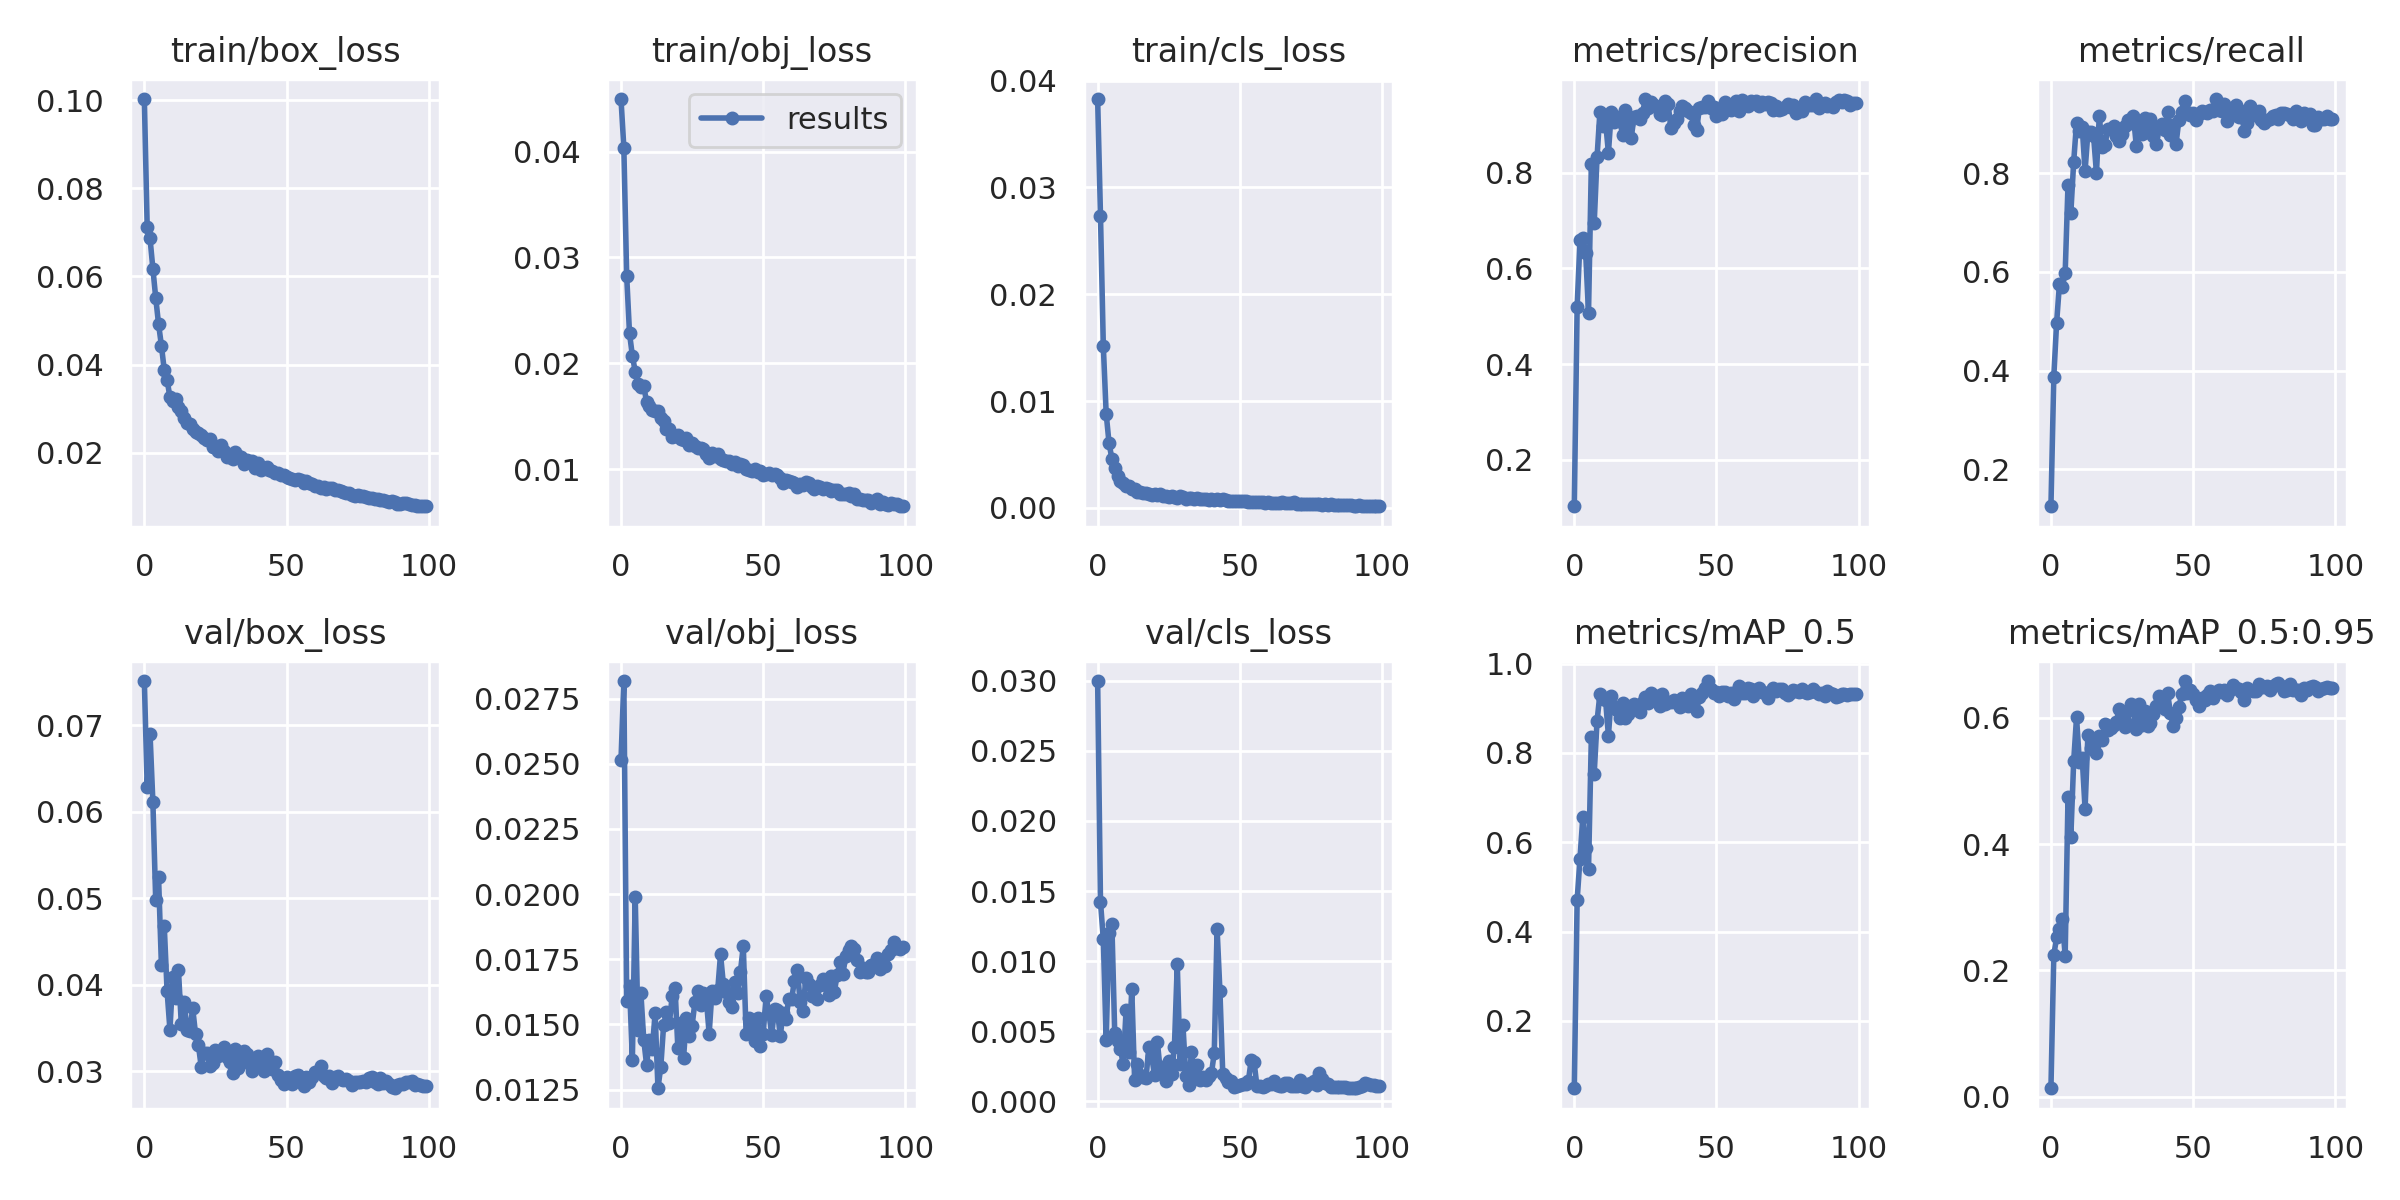 train/box_loss
0.10
0.08
0.06
0.04
0.02
0 50 100
train/obj_loss
results
0.04
0.03
0.02
0.01
0 50 100
train/cls_loss
0.04
0.03
0.02
0.01
0.00
0 50 100
metrics/precision
0.8
0.6
0.4
0.2
0 50 100
metrics/recall
0.8
0.6
0.4
0.2
0 50 100
val/box_loss
0.07
0.06
0.05
0.04
0.03
0 50 100
val/obj_loss
0.0275
0.0250
0.0225
0.0200
0.0175
0.0150
0.0125
0 50 100
val/cls_loss
0.030
0.025
0.020
0.015
0.010
0.005
0.000
0 50 100
metrics/mAP_0.5
1.0
0.8
0.6
0.4
0.2
0 50 100
metrics/mAP_0.5:0.95
0.6
0.4
0.2
0.0
0 50 100